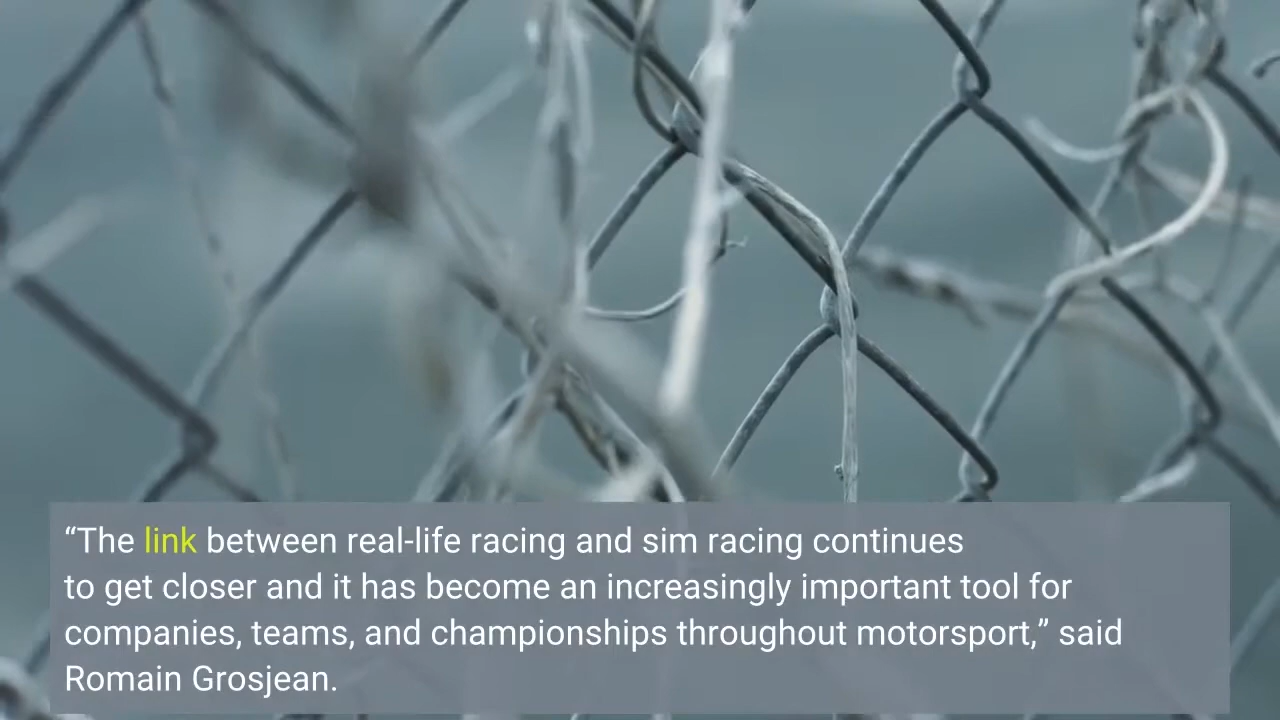 “The link between real-life racing and sim racing continues
to get closer and it has become an increasingly important tool for
companies, teams, and championships throughout motorsport,” said
Romain Grosjean.